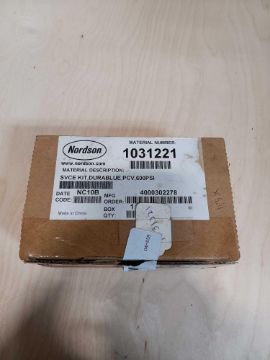 Nordson
www.nordson.com
MATERIAL NUMBER:
1031221
MATERIAL DESCRIPTION:
SVCE KIT,DURABLUE,PCV,600PSI
DATE CODE: NC10B
MFG ORDER: 4000302278
BOX QTY:
Made in China